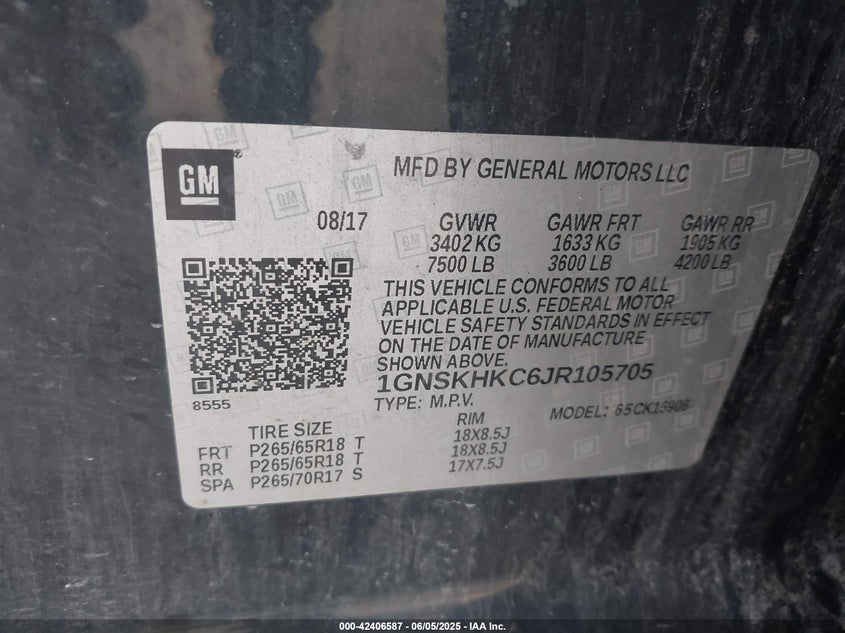 GM
MFD BY GENERAL MOTORS LLC
08/17 GVWR GAWR FRT GAWR RR
3402 KG 1633 KG 1905 KG
7500 LB 3600 LB 4200 LB
THIS VEHICLE CONFORMS TO ALL
APPLICABLE U.S. FEDERAL MOTOR
VEHICLE SAFETY STANDARDS IN EFFECT
ON THE DATE OF MANUFACTURE
SHOWN ABOVE.
1GNSKHKC6JR105705
8555
TYPE: M.P.V. MODEL: 65CK15906
TIRE SIZE RIM
FRT P265/65R18 T 18X8.5J
RR P265/65R18 T 18X8.5J
SPA P265/70R17 S 17X7.5J
000-42406587 - 06/05/2025 - IAA Inc.